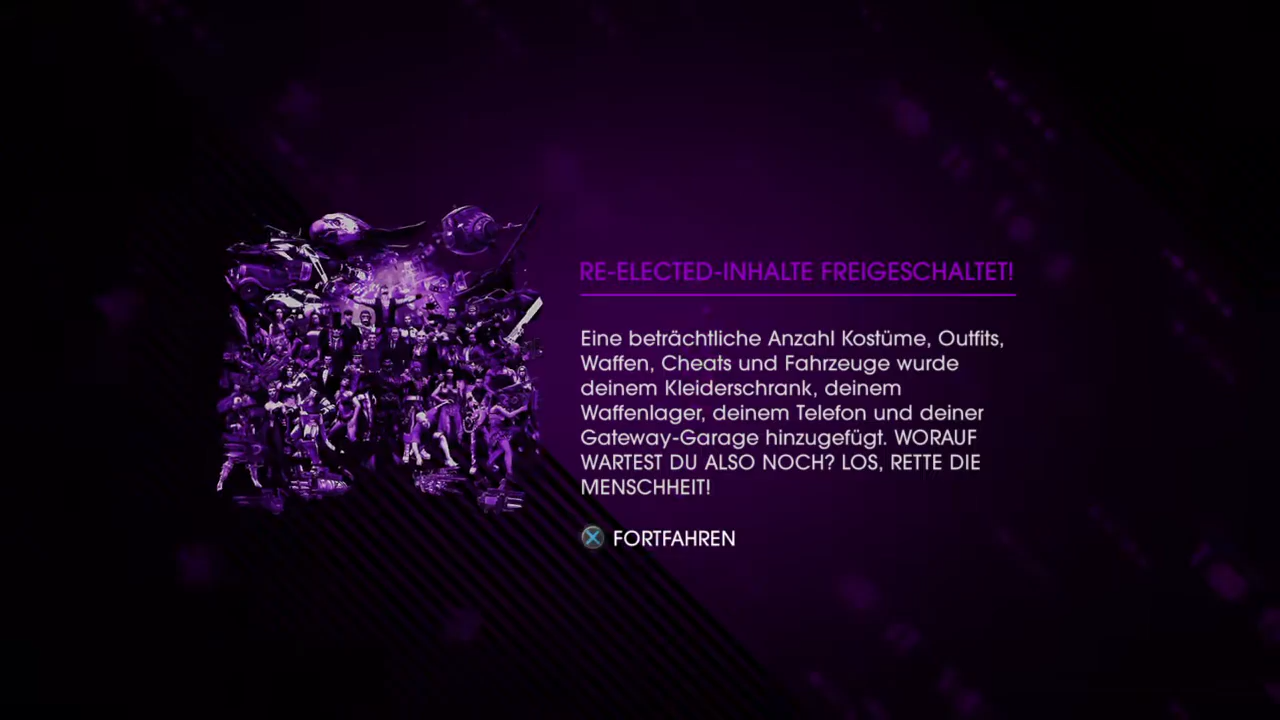 RE-ELECTED-INHALTE FREIGESCHALTET!
Eine beträchtliche Anzahl Kostüme, Outfits,
Waffen, Cheats und Fahrzeuge wurde
deinem Kleiderschrank, deinem
Waffenlager, deinem Telefon und deiner
Gateway-Garage hinzugefügt. WORAUF
WARTEST DU ALSO NOCH? LOS, RETTE DIE
MENSCHHEIT!
FORTFAHREN